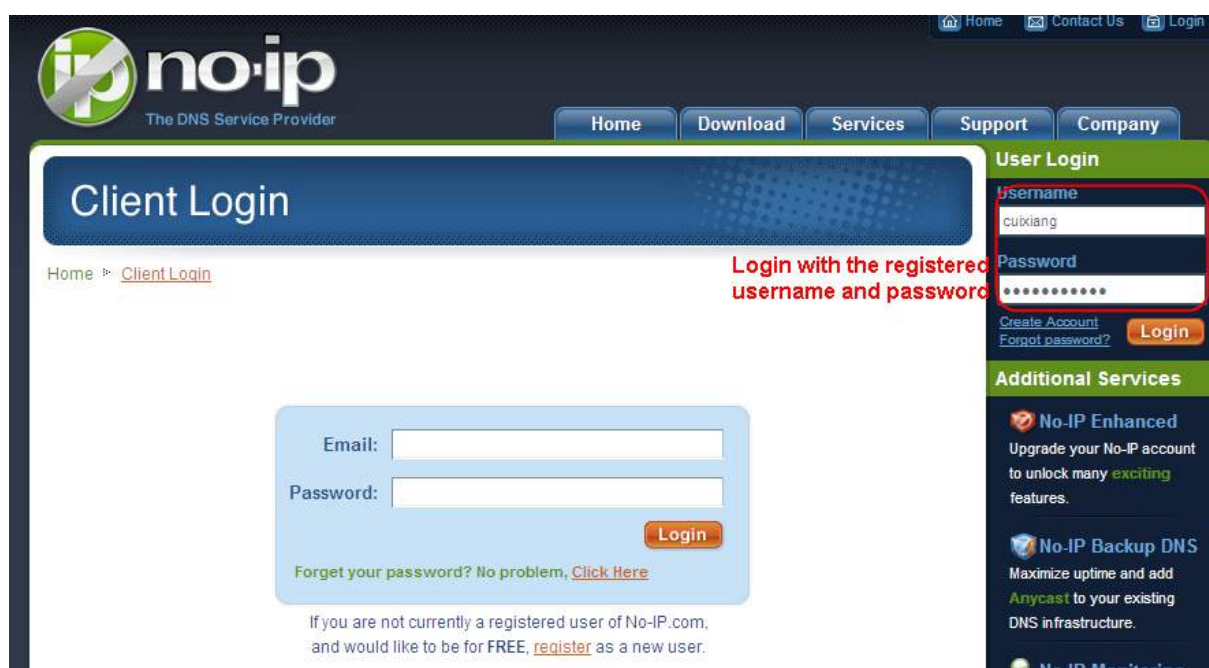 Home Contact Us Login
ip no·ip
The DNS Service Provider
Home Download Services Support Company
Client Login
Home Client Login
Login with the registered
username and password
Email:
Password:
Login
Forget your password? No problem, Click Here
If you are not currently a registered user of No-IP.com,
and would like to be for FREE, register as a new user.
User Login
Username
cuixiang
Password
•••••••••••
Create Account
Forgot password?
Login
Additional Services
No-IP Enhanced
Upgrade your No-IP account
to unlock many exciting
features.
No-IP Backup DNS
Maximize uptime and add
Anycast to your existing
DNS infrastructure.
No-IP Monitoring